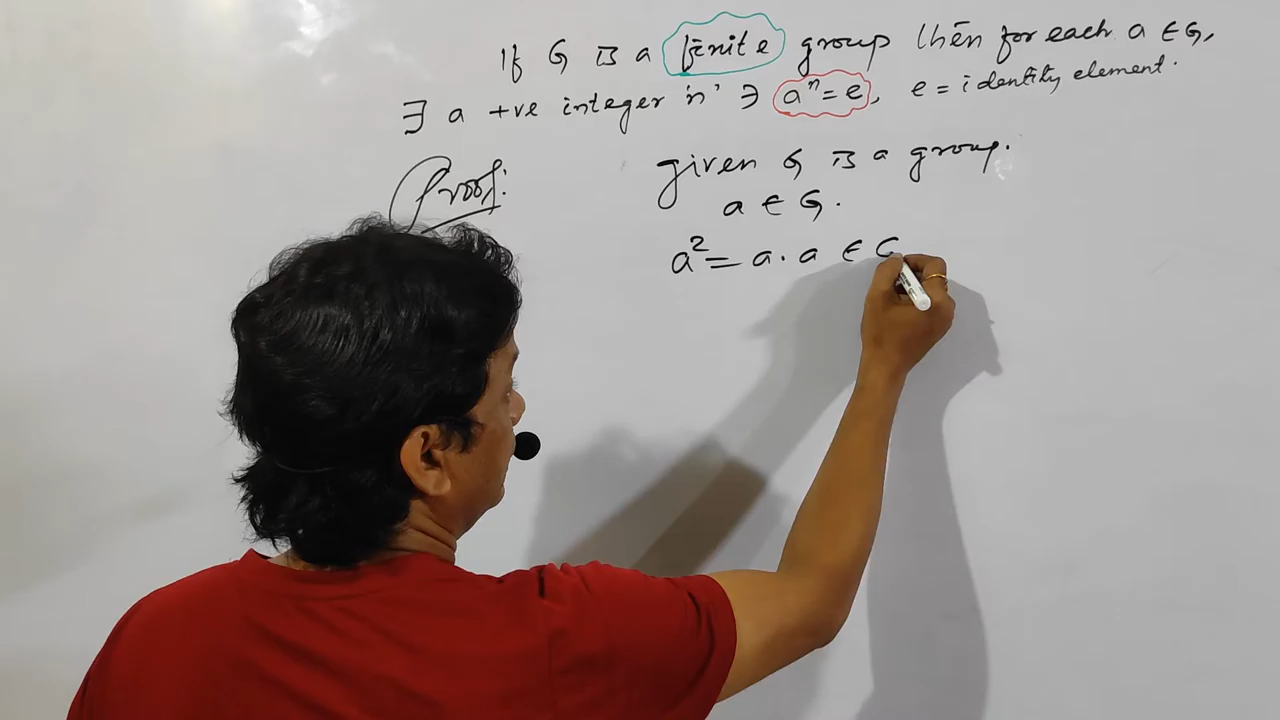 If G is a finite group then for each a ∈ G,
∃ a +ve integer 'n' ∋ aⁿ = e, e = identity element.
Proof: given G is a group.
a ∈ G.
a² = a . a ∈ G